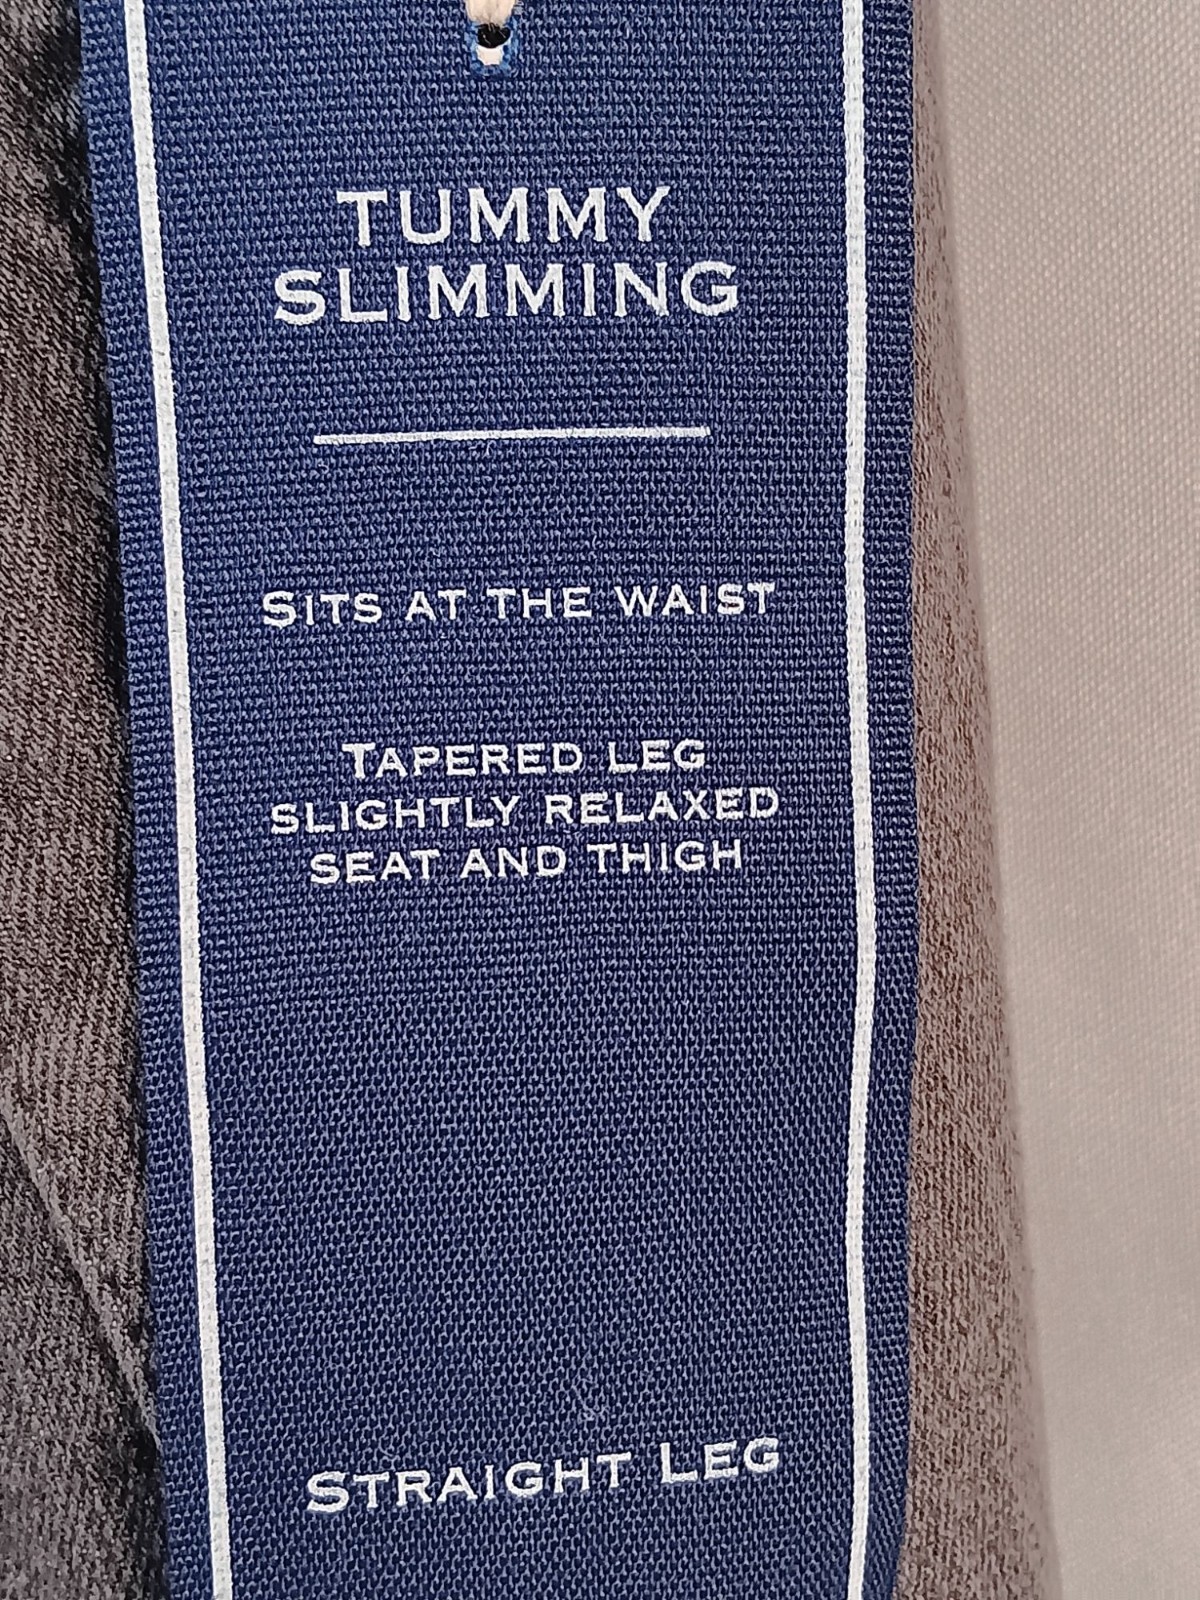 TUMMY
SLIMMING
SITS AT THE WAIST
TAPERED LEG
SLIGHTLY RELAXED
SEAT AND THIGH
STRAIGHT LEG